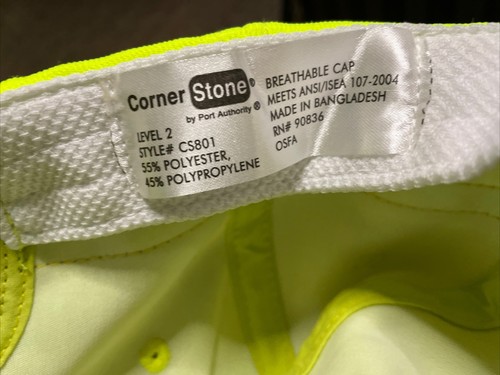 Corner Stone®
by Port Authority®
LEVEL 2
STYLE# CS801
55% POLYESTER,
45% POLYPROPYLENE
BREATHABLE CAP
MEETS ANSI/ISEA 107-2004
MADE IN BANGLADESH
RN# 90836
OSFA